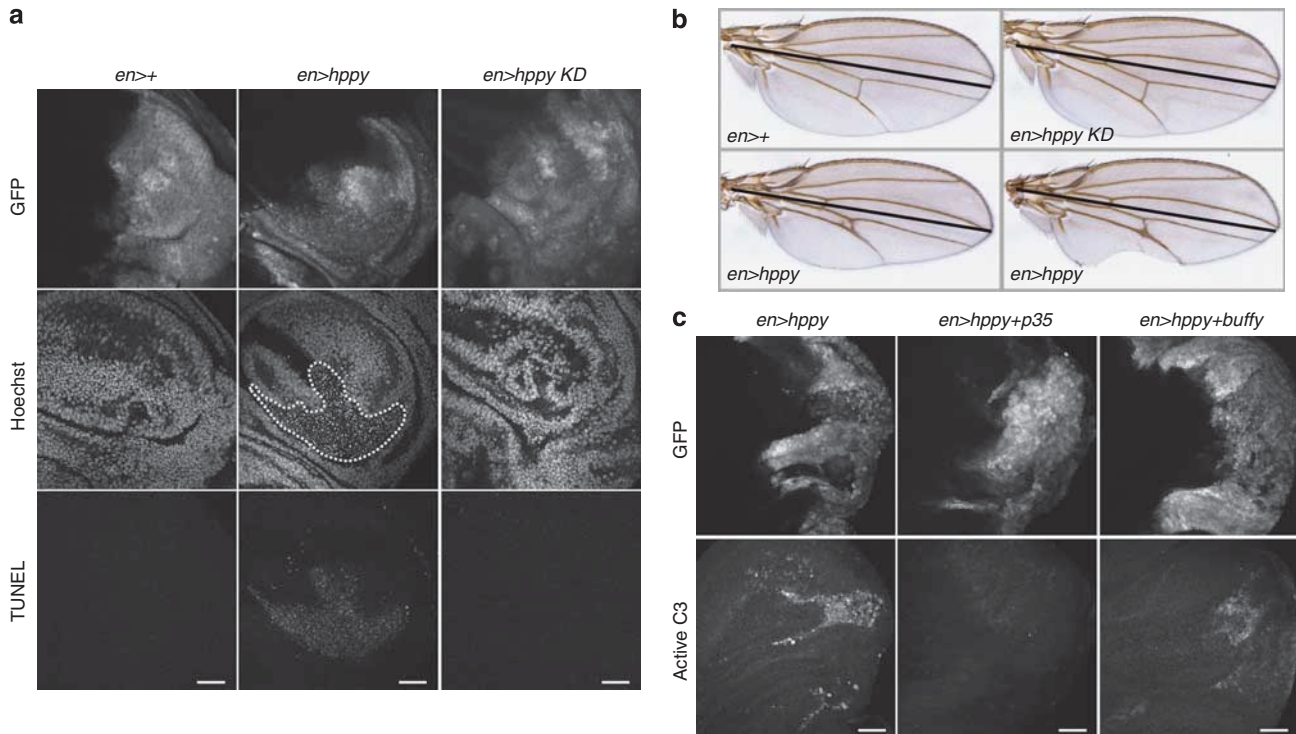 a
en>+ en>hppy en>hppy KD
GFP
Hoechst
TUNEL
b
en>+ en>hppy KD
en>hppy en>hppy
c
en>hppy en>hppy+p35 en>hppy+buffy
GFP
Active C3